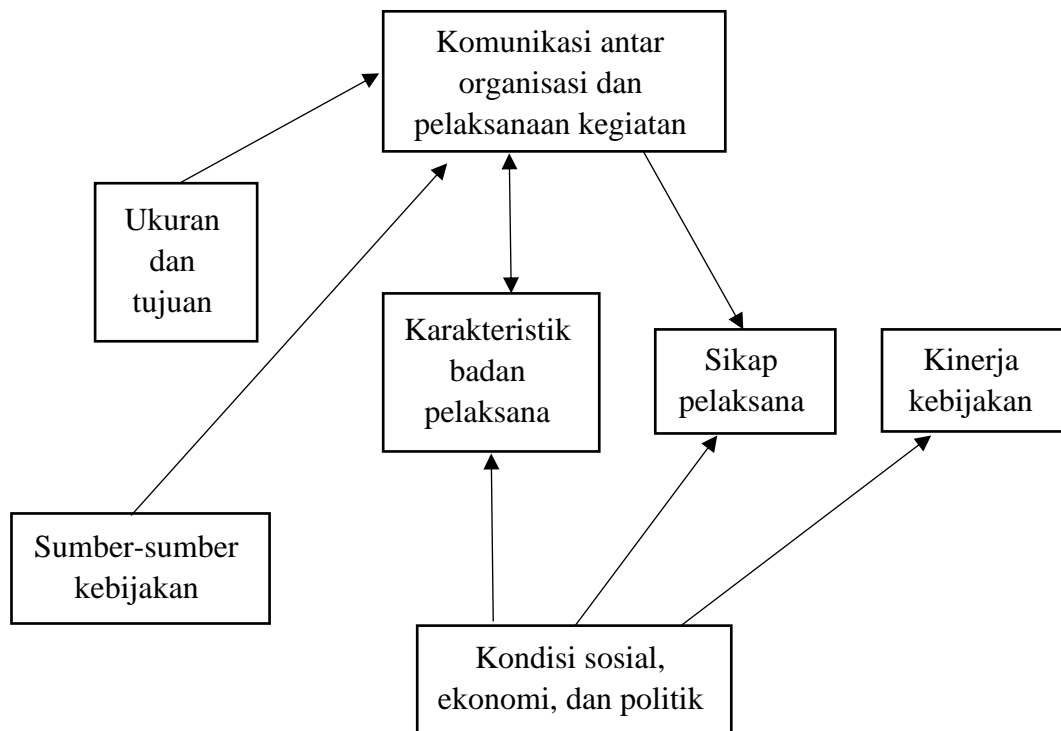 Komunikasi antar
organisasi dan
pelaksanaan kegiatan
Ukuran
dan
tujuan
Karakteristik
badan
pelaksana
Sikap
pelaksana
Kinerja
kebijakan
Sumber-sumber
kebijakan
Kondisi sosial,
ekonomi, dan politik